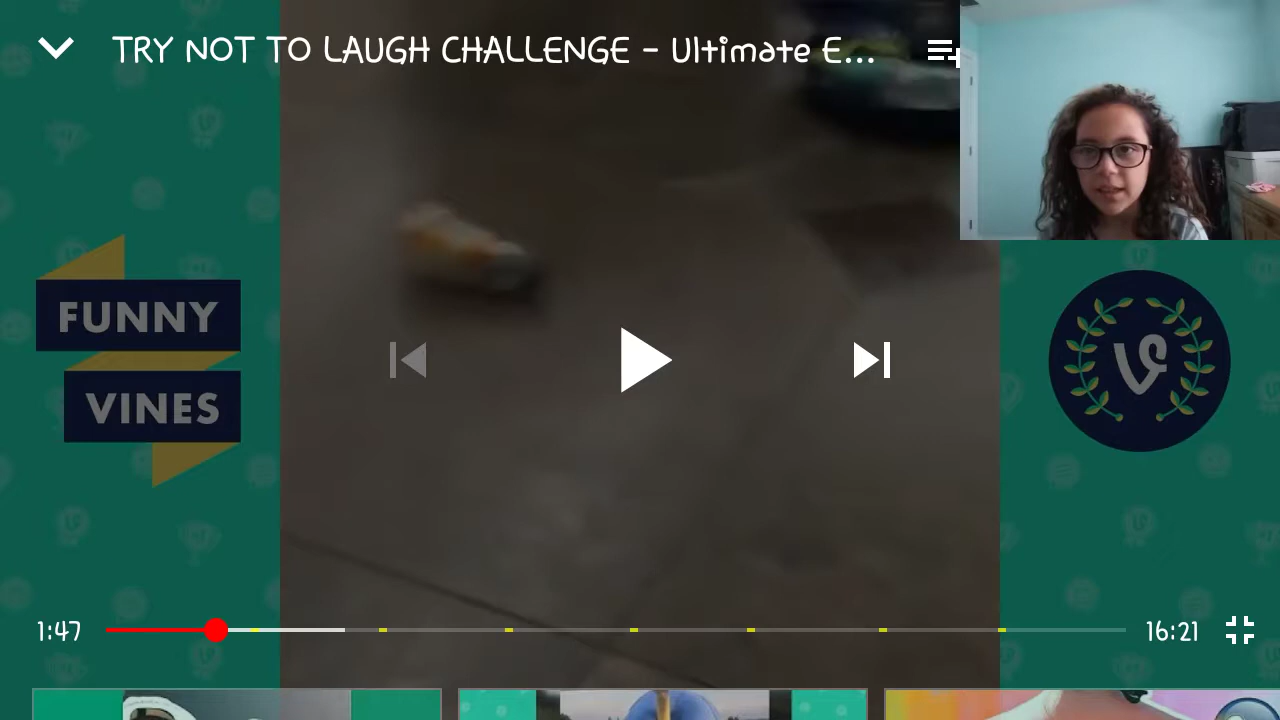 TRY NOT TO LAUGH CHALLENGE - Ultimate E...
FUNNY
VINES
1:47
16:21